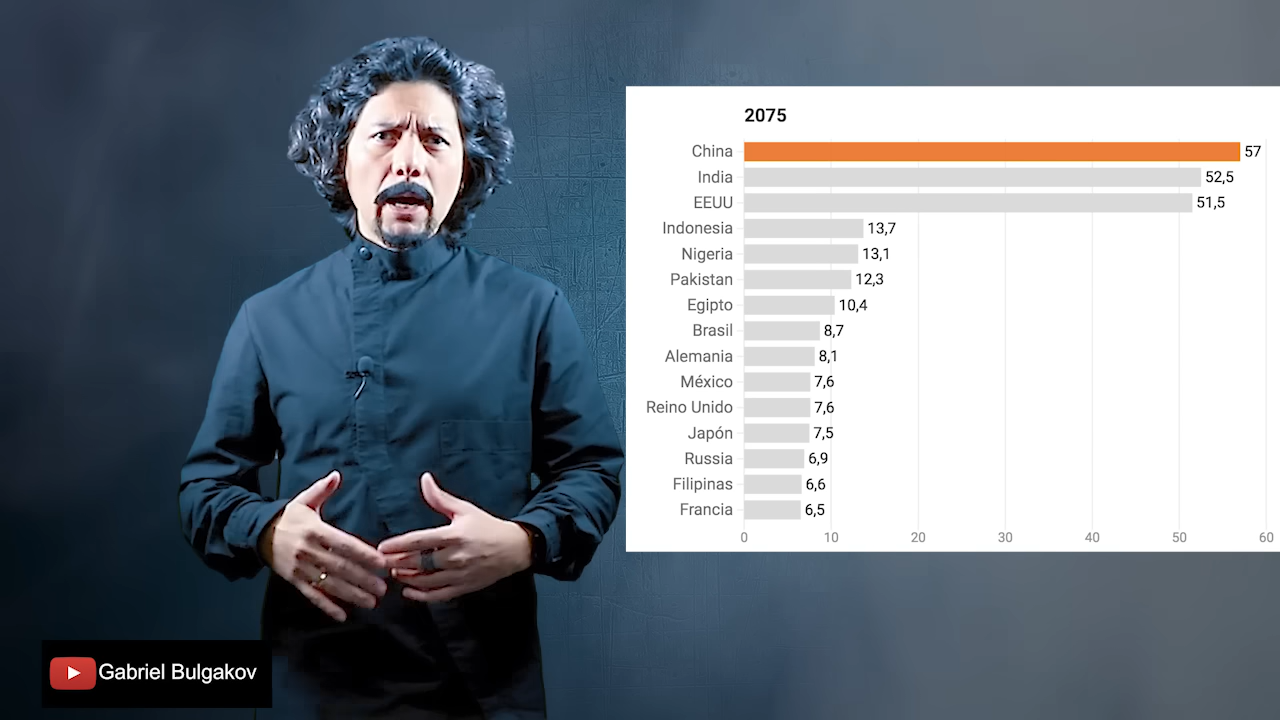 2075
China 57
India 52,5
EEUU 51,5
Indonesia 13,7
Nigeria 13,1
Pakistan 12,3
Egipto 10,4
Brasil 8,7
Alemania 8,1
México 7,6
Reino Unido 7,6
Japón 7,5
Russia 6,9
Filipinas 6,6
Francia 6,5
0 10 20 30 40 50 60
Gabriel Bulgakov